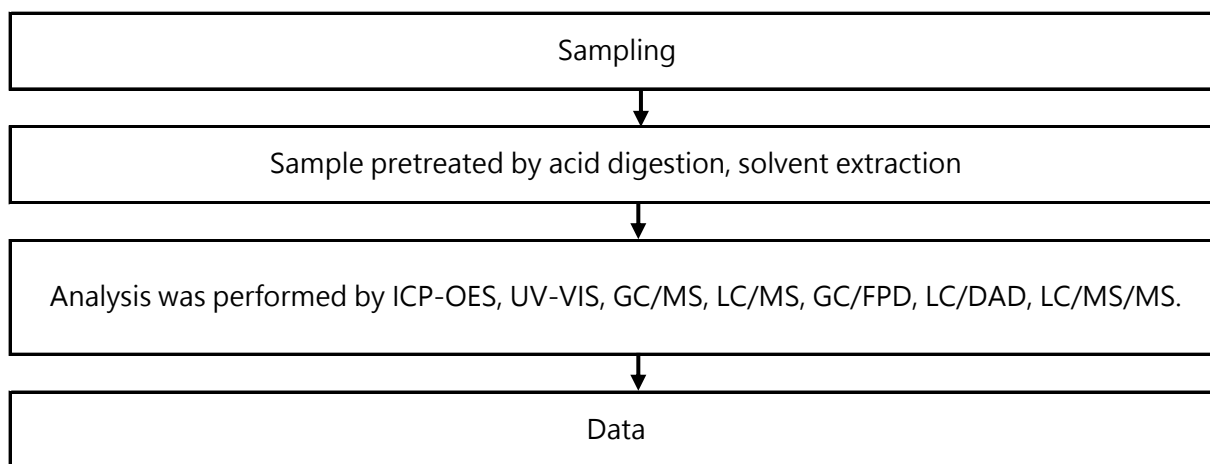 Sampling
Sample pretreated by acid digestion, solvent extraction
Analysis was performed by ICP-OES, UV-VIS, GC/MS, LC/MS, GC/FPD, LC/DAD, LC/MS/MS.
Data